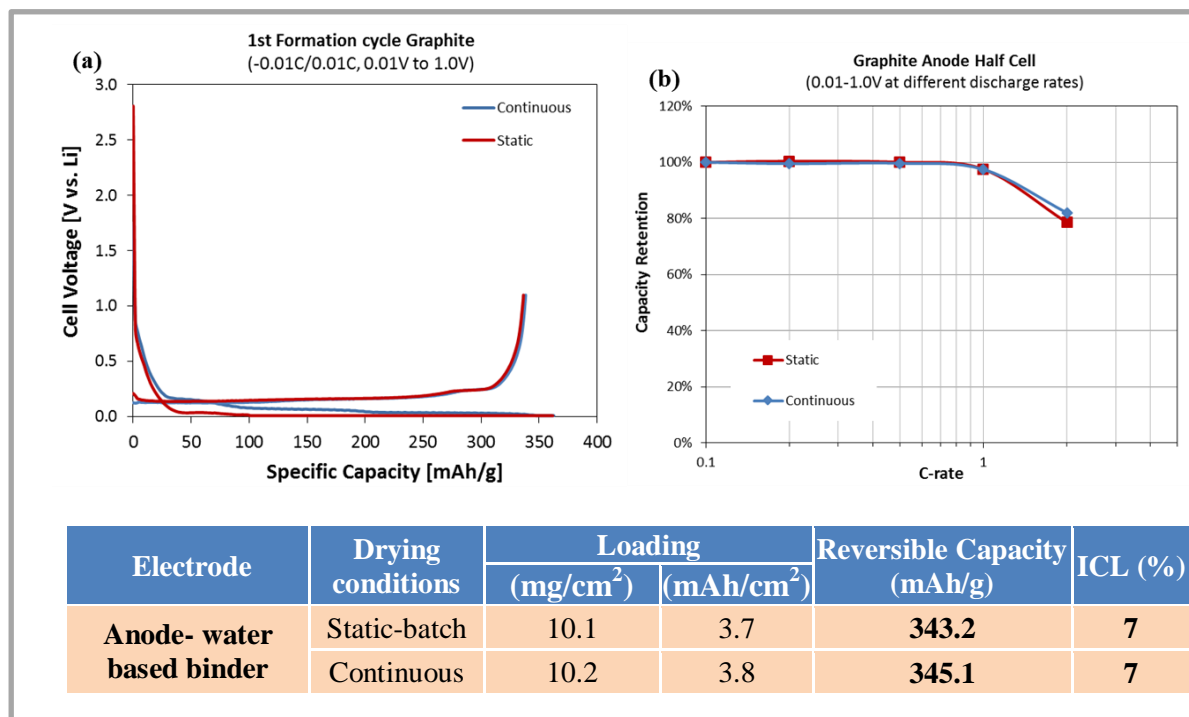 (a)
1st Formation cycle Graphite
(-0.01C/0.01C, 0.01V to 1.0V)
Cell Voltage [V vs. Li]
3.0
2.5
2.0
1.5
1.0
0.5
0.0
Continuous
Static
0 50 100 150 200 250 300 350 400
Specific Capacity [mAh/g]
(b)
Graphite Anode Half Cell
(0.01-1.0V at different discharge rates)
Capacity Retention
120%
100%
80%
60%
40%
20%
0%
Static
Continuous
0.1 1
C-rate
Electrode Drying conditions Loading Reversible Capacity (mAh/g) ICL (%)
(mg/cm²) (mAh/cm²)
Anode- water based binder Static-batch 10.1 3.7 343.2 7
Continuous 10.2 3.8 345.1 7